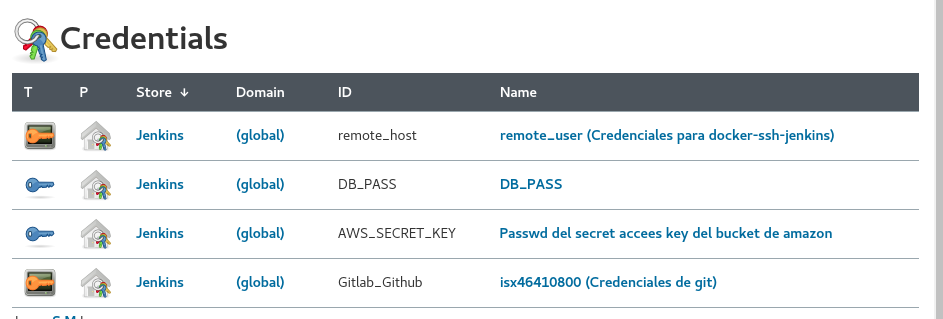 Credentials
T P Store ↓ Domain ID Name
Jenkins (global) remote_host remote_user (Credenciales para docker-ssh-jenkins)
Jenkins (global) DB_PASS DB_PASS
Jenkins (global) AWS_SECRET_KEY Passwd del secret accees key del bucket de amazon
Jenkins (global) Gitlab_Github isx46410800 (Credenciales de git)